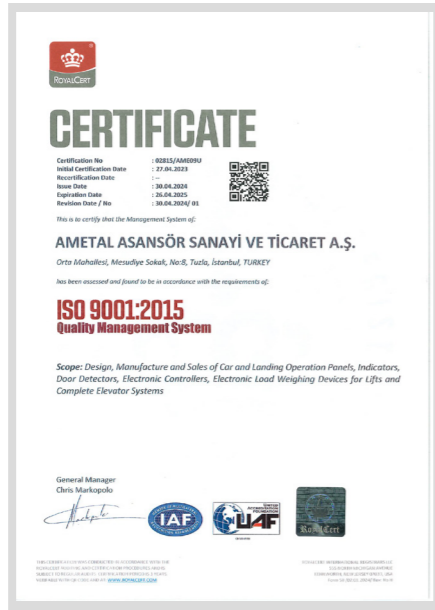 ROYALCERT
CERTIFICATE
Certification No : 02815/AME09U
Initial Certification Date : 27.04.2023
Recertification Date : --
Issue Date : 30.04.2024
Expiration Date : 26.04.2025
Revision Date / No : 30.04.2024/ 01
This is to certify that the Management System of:
AMETAL ASANSÖR SANAYİ VE TİCARET A.Ş.
Orta Mahallesi, Mesudiye Sokak, No:8, Tuzla, İstanbul, TURKEY
has been assessed and found to be in accordance with the requirements of:
ISO 9001:2015
Quality Management System
Scope: Design, Manufacture and Sales of Car and Landing Operation Panels, Indicators,
Door Detectors, Electronic Controllers, Electronic Load Weighing Devices for Lifts and
Complete Elevator Systems
General Manager
Chris Markopolo
IAF
UNITED
ACCREDITATION
FOUNDATION
UAF
RoyalCert
WWW.ROYALCERT.COM